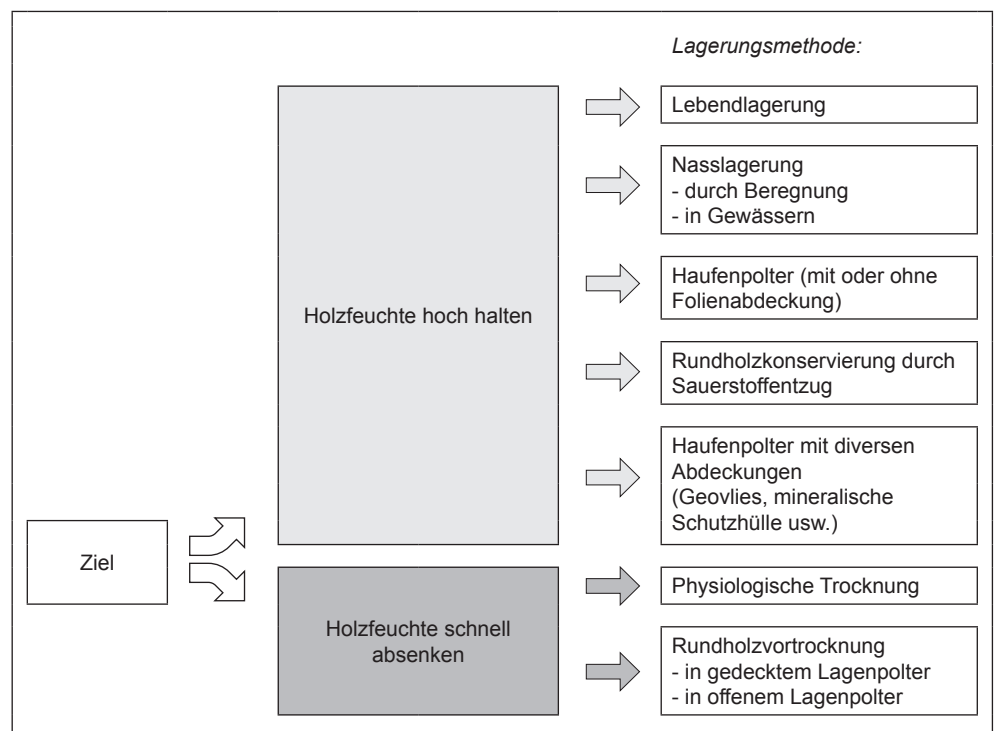 Lagerungsmethode:
Lebendlagerung
Nasslagerung
- durch Beregnung
- in Gewässern
Haufenpolter (mit oder ohne
Folienabdeckung)
Holzfeuchte hoch halten
Rundholzkonservierung durch
Sauerstoffentzug
Haufenpolter mit diversen
Abdeckungen
(Geovlies, mineralische
Schutzhülle usw.)
Ziel
Physiologische Trocknung
Holzfeuchte schnell
absenken
Rundholzvortrocknung
- in gedecktem Lagenpolter
- in offenem Lagenpolter